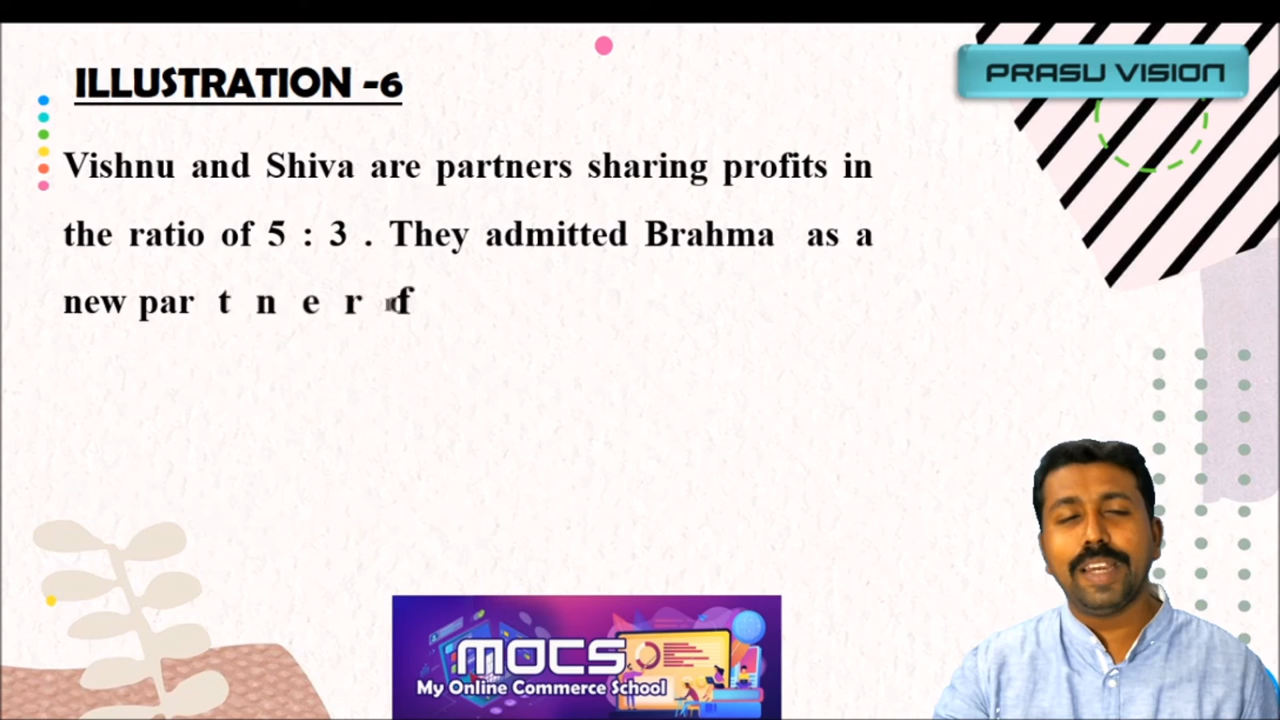 ILLUSTRATION -6
PRASU VISION
Vishnu and Shiva are partners sharing profits in
the ratio of 5 : 3 . They admitted Brahma as a
new par t n e r f
MOCS
My Online Commerce School